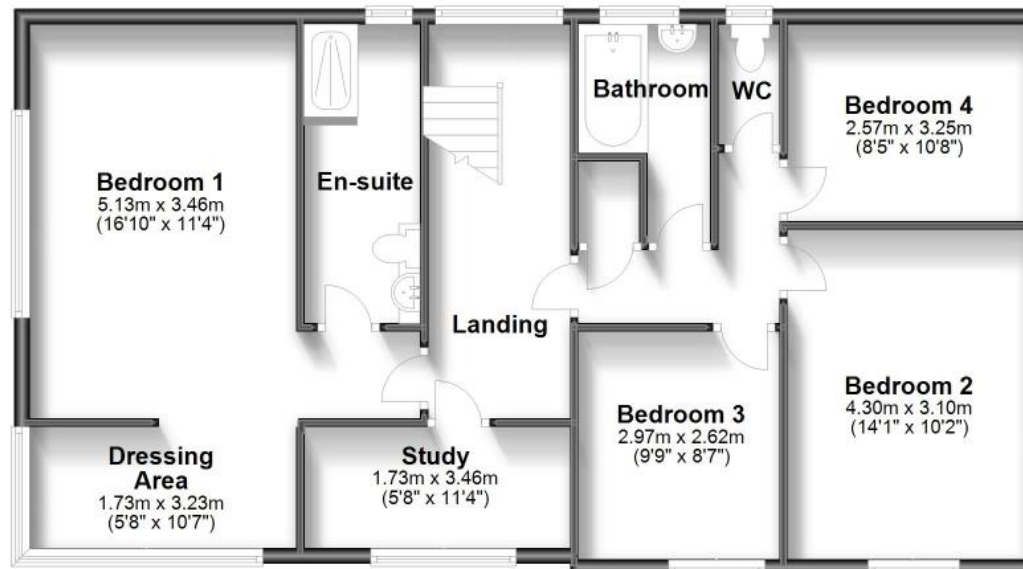 Bedroom 1
5.13m x 3.46m
(16'10" x 11'4")
En-suite
Landing
Bathroom
WC
Bedroom 4
2.57m x 3.25m
(8'5" x 10'8")
Dressing
Area
1.73m x 3.23m
(5'8" x 10'7")
Study
1.73m x 3.46m
(5'8" x 11'4")
Bedroom 3
2.97m x 2.62m
(9'9" x 8'7")
Bedroom 2
4.30m x 3.10m
(14'1" x 10'2")